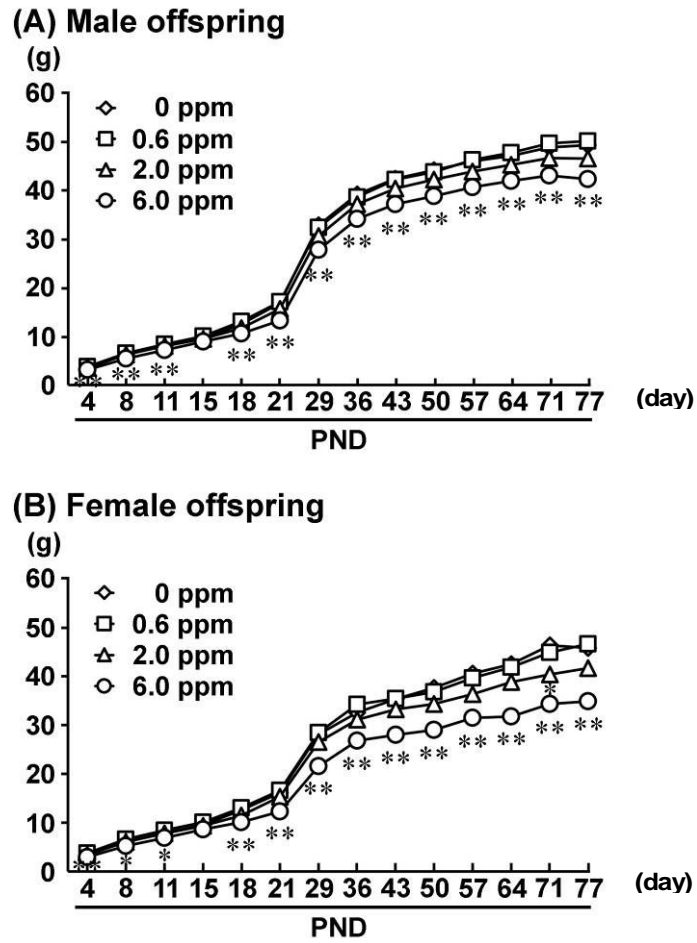 (A) Male offspring
(g)
60
50
40
30
20
10
0
0 ppm
0.6 ppm
2.0 ppm
6.0 ppm
** ** ** ** ** ** ** ** ** ** ** ** **
4 8 11 15 18 21 29 36 43 50 57 64 71 77 (day)
PND
(B) Female offspring
(g)
60
50
40
30
20
10
0
0 ppm
0.6 ppm
2.0 ppm
6.0 ppm
*
** * * ** ** ** ** ** ** ** ** ** **
4 8 11 15 18 21 29 36 43 50 57 64 71 77 (day)
PND